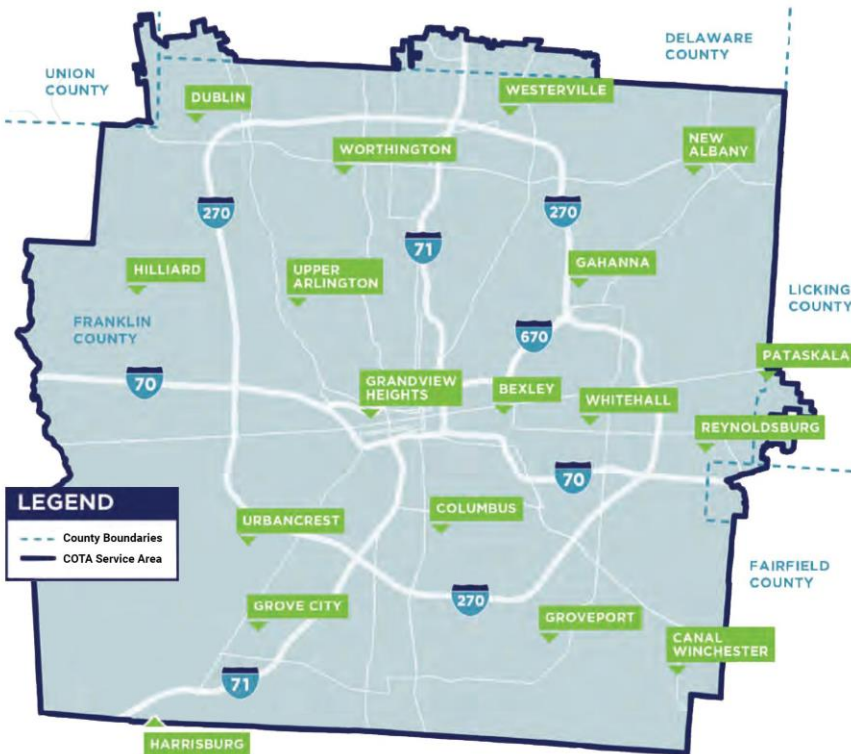 DELAWARE
COUNTY
UNION
COUNTY
DUBLIN
WESTERVILLE
WORTHINGTON
NEW
ALBANY
270
270
71
HILLIARD
UPPER
ARLINGTON
GAHANNA
LICKING
COUNTY
FRANKLIN
COUNTY
670
PATASKALA
70
GRANDVIEW
HEIGHTS
BEXLEY
WHITEHALL
REYNOLDSBURG
70
LEGEND
County Boundaries
COTA Service Area
URBANCREST
COLUMBUS
FAIRFIELD
COUNTY
GROVE CITY
270
GROVEPORT
CANAL
WINCHESTER
71
HARRISBURG